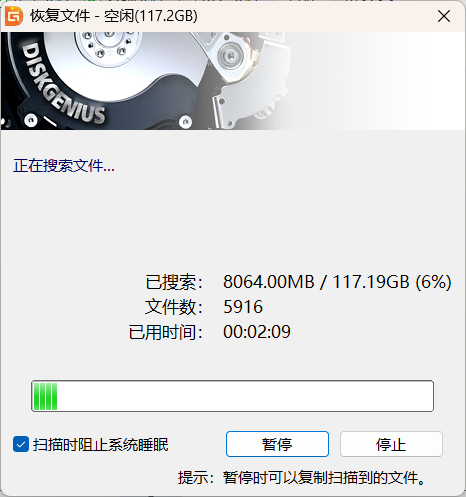 恢复文件 - 空闲(117.2GB)
DISKGENIUS
正在搜索文件...
已搜索： 8064.00MB / 117.19GB (6%)
文件数： 5916
已用时间： 00:02:09
扫描时阻止系统睡眠
暂停
停止
提示：暂停时可以复制扫描到的文件。